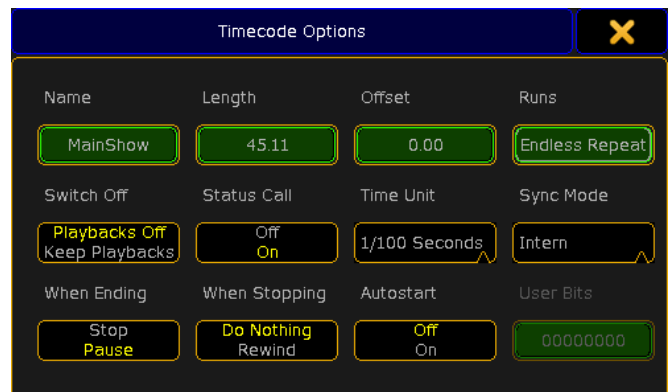 Timecode Options
Name Length Offset Runs
MainShow 45.11 0.00 Endless Repeat
Switch Off Status Call Time Unit Sync Mode
Playbacks Off Off 1/100 Seconds Intern
Keep Playbacks On
When Ending When Stopping Autostart User Bits
Stop Do Nothing Off 00000000
Pause Rewind On